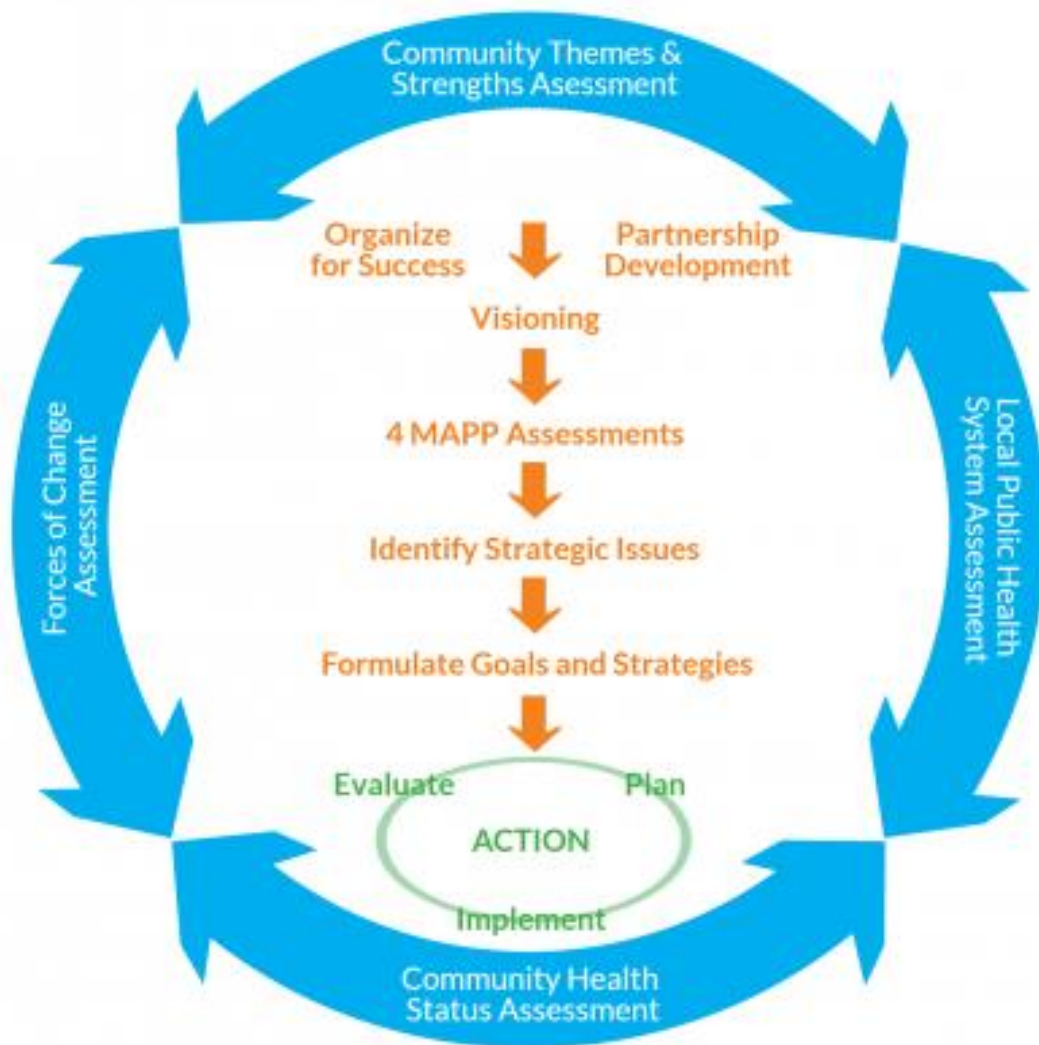 Community Themes &
Strengths Asessment
Organize
for Success
Partnership
Development
Visioning
4 MAPP Assessments
Identify Strategic Issues
Formulate Goals and Strategies
Evaluate
Plan
ACTION
Implement
Forces of Change
Assessment
Local Public Health
System Assessment
Community Health
Status Assessment